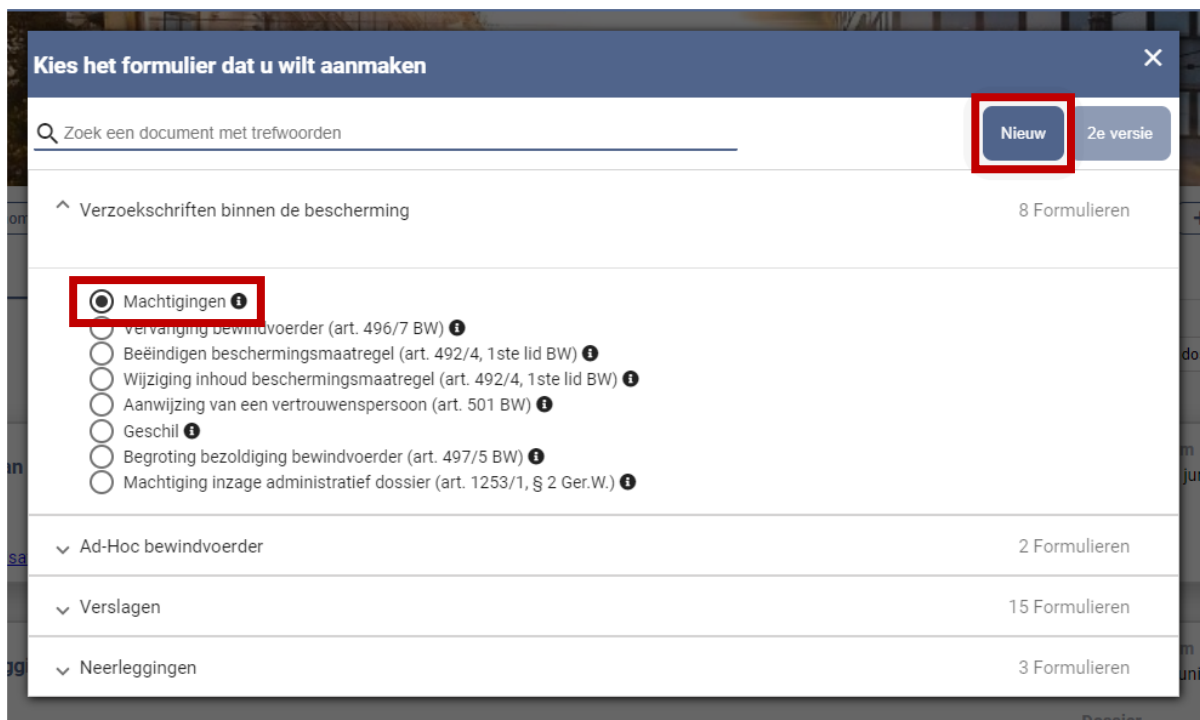 Kies het formulier dat u wilt aanmaken
Zoek een document met trefwoorden
Nieuw
2e versie
Verzoekschriften binnen de bescherming
8 Formulieren
Machtigingen
Vervanging bewindvoerder (art. 496/7 BW)
Beëindigen beschermingsmaatregel (art. 492/4, 1ste lid BW)
Wijziging inhoud beschermingsmaatregel (art. 492/4, 1ste lid BW)
Aanwijzing van een vertrouwenspersoon (art. 501 BW)
Geschil
Begroting bezoldiging bewindvoerder (art. 497/5 BW)
Machtiging inzage administratief dossier (art. 1253/1, § 2 Ger.W.)
Ad-Hoc bewindvoerder
2 Formulieren
Verslagen
15 Formulieren
Neerleggingen
3 Formulieren